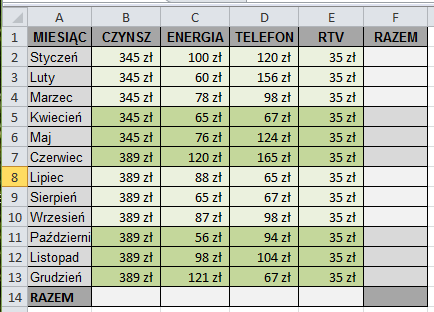 A B C D E F
1 MIESIĄC CZYNSZ ENERGIA TELEFON RTV RAZEM
2 Styczeń 345 zł 100 zł 120 zł 35 zł
3 Luty 345 zł 60 zł 156 zł 35 zł
4 Marzec 345 zł 78 zł 98 zł 35 zł
5 Kwiecień 345 zł 65 zł 67 zł 35 zł
6 Maj 345 zł 76 zł 124 zł 35 zł
7 Czerwiec 389 zł 120 zł 165 zł 35 zł
8 Lipiec 389 zł 88 zł 65 zł 35 zł
9 Sierpień 389 zł 65 zł 67 zł 35 zł
10 Wrzesień 389 zł 87 zł 98 zł 35 zł
11 Październi 389 zł 56 zł 94 zł 35 zł
12 Listopad 389 zł 98 zł 104 zł 35 zł
13 Grudzień 389 zł 121 zł 67 zł 35 zł
14 RAZEM